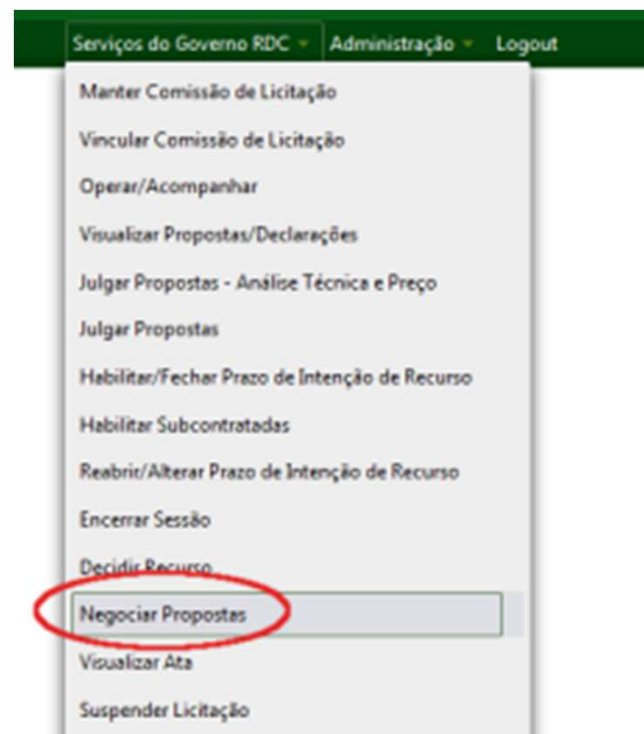 Serviços do Governo RDC Administração Logout
Manter Comissão de Licitação
Vincular Comissão de Licitação
Operar/Acompanhar
Visualizar Propostas/Declarações
Julgar Propostas - Análise Técnica e Preço
Julgar Propostas
Habilitar/Fechar Prazo de Intenção de Recurso
Habilitar Subcontratadas
Reabrir/Alterar Prazo de Intenção de Recurso
Encerrar Sessão
Decidir Recurso
Negociar Propostas
Visualizar Ata
Suspender Licitação